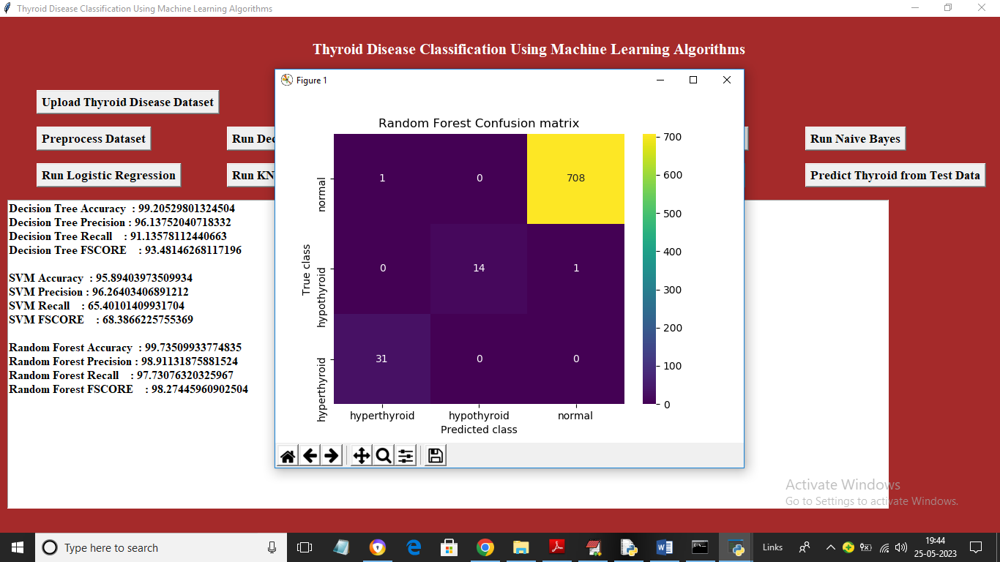 Thyroid Disease Classification Using Machine Learning Algorithms
Thyroid Disease Classification Using Machine Learning Algorithms
Upload Thyroid Disease Dataset
Preprocess Dataset
Run Dec
Run Naive Bayes
Run Logistic Regression
Run KN
Predict Thyroid from Test Data
Decision Tree Accuracy : 99.20529801324504
Decision Tree Precision : 96.13752040718332
Decision Tree Recall : 91.13578112440663
Decision Tree FSCORE : 93.48146268117196
SVM Accuracy : 95.89403973509934
SVM Precision : 96.26403406891212
SVM Recall : 65.40101409931704
SVM FSCORE : 68.3866225755369
Random Forest Accuracy : 99.73509933774835
Random Forest Precision : 98.91131875881524
Random Forest Recall : 97.73076320325967
Random Forest FSCORE : 98.27445960902504
Figure 1
Random Forest Confusion matrix
True class
normal
1 0 708
hypothyroid
0 14 1
hyperthyroid
31 0 0
hyperthyroid hypothyroid normal
Predicted class
700
600
500
400
300
200
100
0
Activate Windows
Go to Settings to activate Windows.
Type here to search
Links
19:44
25-05-2023